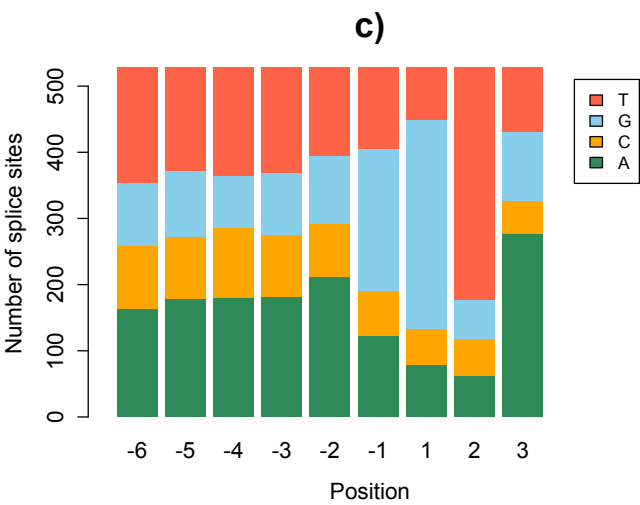 c)
Number of splice sites
500
400
300
200
100
0
T
G
C
A
-6 -5 -4 -3 -2 -1 1 2 3
Position